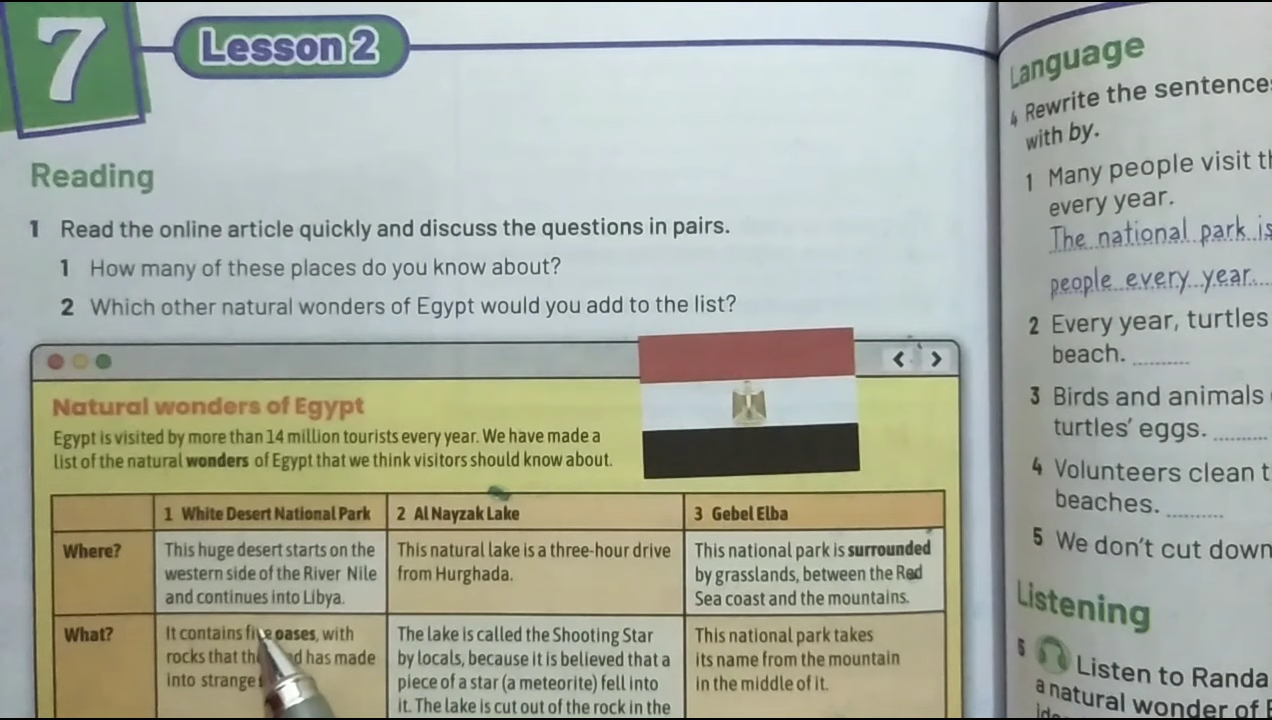 7
Lesson 2
Reading
1 Read the online article quickly and discuss the questions in pairs.
1 How many of these places do you know about?
2 Which other natural wonders of Egypt would you add to the list?
Natural wonders of Egypt
Egypt is visited by more than 14 million tourists every year. We have made a
list of the natural wonders of Egypt that we think visitors should know about.
1 White Desert National Park
2 Al Nayzak Lake
3 Gebel Elba
Where?
This huge desert starts on the
western side of the River Nile
and continues into Libya.
This natural lake is a three-hour drive
from Hurghada.
This national park is surrounded
by grasslands, between the Red
Sea coast and the mountains.
What?
It contains oases, with
rocks that has made
into strange
The lake is called the Shooting Star
by locals, because it is believed that a
piece of a star (a meteorite) fell into
it. The lake is cut out of the rock in the
This national park takes
its name from the mountain
in the middle of it.
Language
4 Rewrite the sentence
with by.
1 Many people visit
every year.
The national park is
people every year
2 Every year, turtles
beach.
3 Birds and animals
turtles' eggs.
4 Volunteers clean
beaches.
5 We don't cut down
Listening
5 Listen to Randa
a natural wonder of